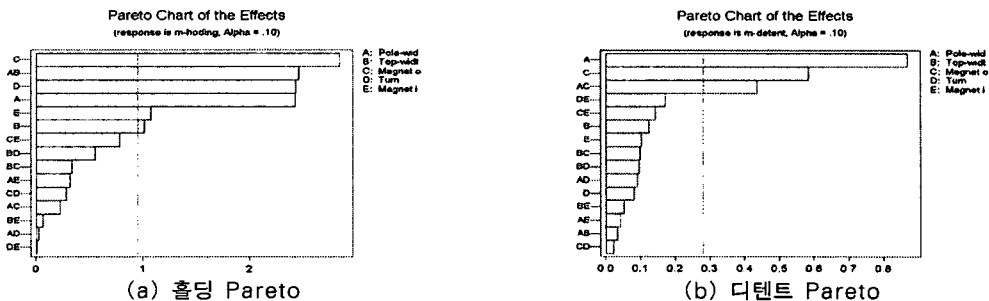 Pareto Chart of the Effects
(response is m-hoding, Alpha = .10)
C
AB
D
A
E
B
CE
BD
BC
AE
CD
AC
BE
AD
DE
0 1 2
A: Pole-wid
B: Top-widt
C: Magnet o
D: Turn
E: Magnet i
(a) 홀딩 Pareto
Pareto Chart of the Effects
(response is m-detent, Alpha = .10)
A
C
AC
DE
CE
B
E
BC
BD
AD
D
BE
AE
AB
CD
0.0 0.1 0.2 0.3 0.4 0.5 0.6 0.7 0.8
A: Pole-wid
B: Top-widt
C: Magnet o
D: Turn
E: Magnet i
(b) 디텐트 Pareto